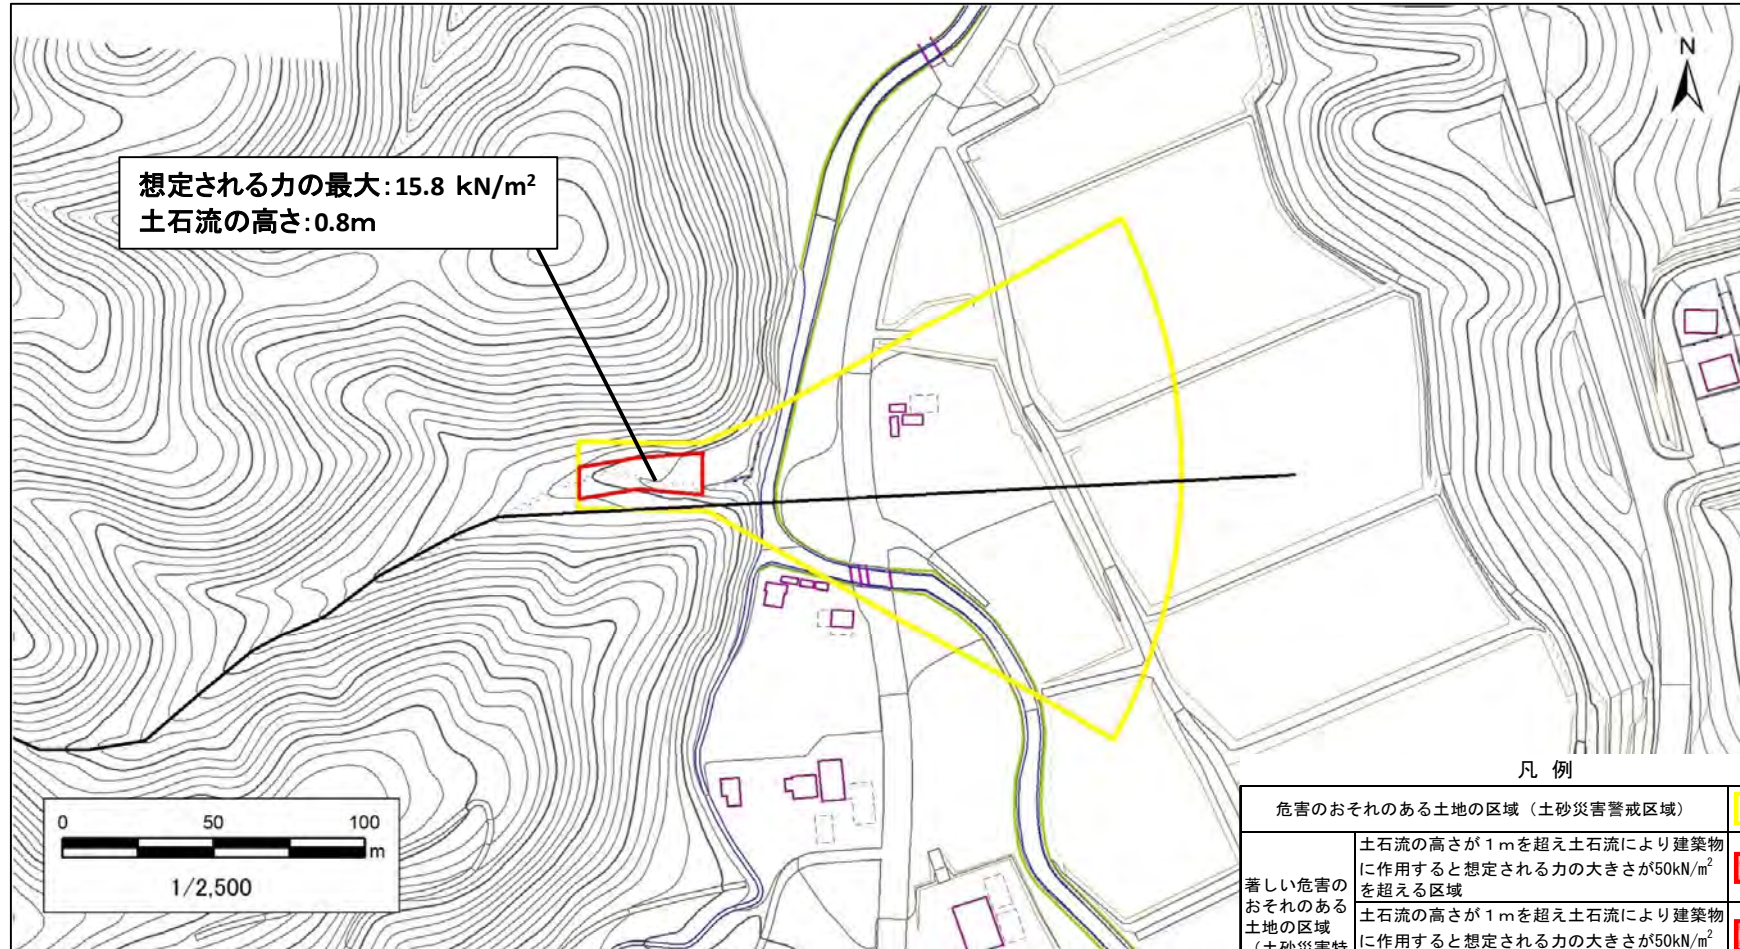 N
想定される力の最大:15.8 kN/m²
土石流の高さ:0.8m
0 50 100
m
1/2,500
凡 例
危害のおそれのある土地の区域（土砂災害警戒区域）
著しい危害の
おそれのある
土地の区域
（土砂災害特
土石流の高さが1mを超え土石流により建築物
に作用すると想定される力の大きさが50kN/m²
を超える区域
土石流の高さが1mを超え土石流により建築物
に作用すると想定される力の大きさが50kN/m²